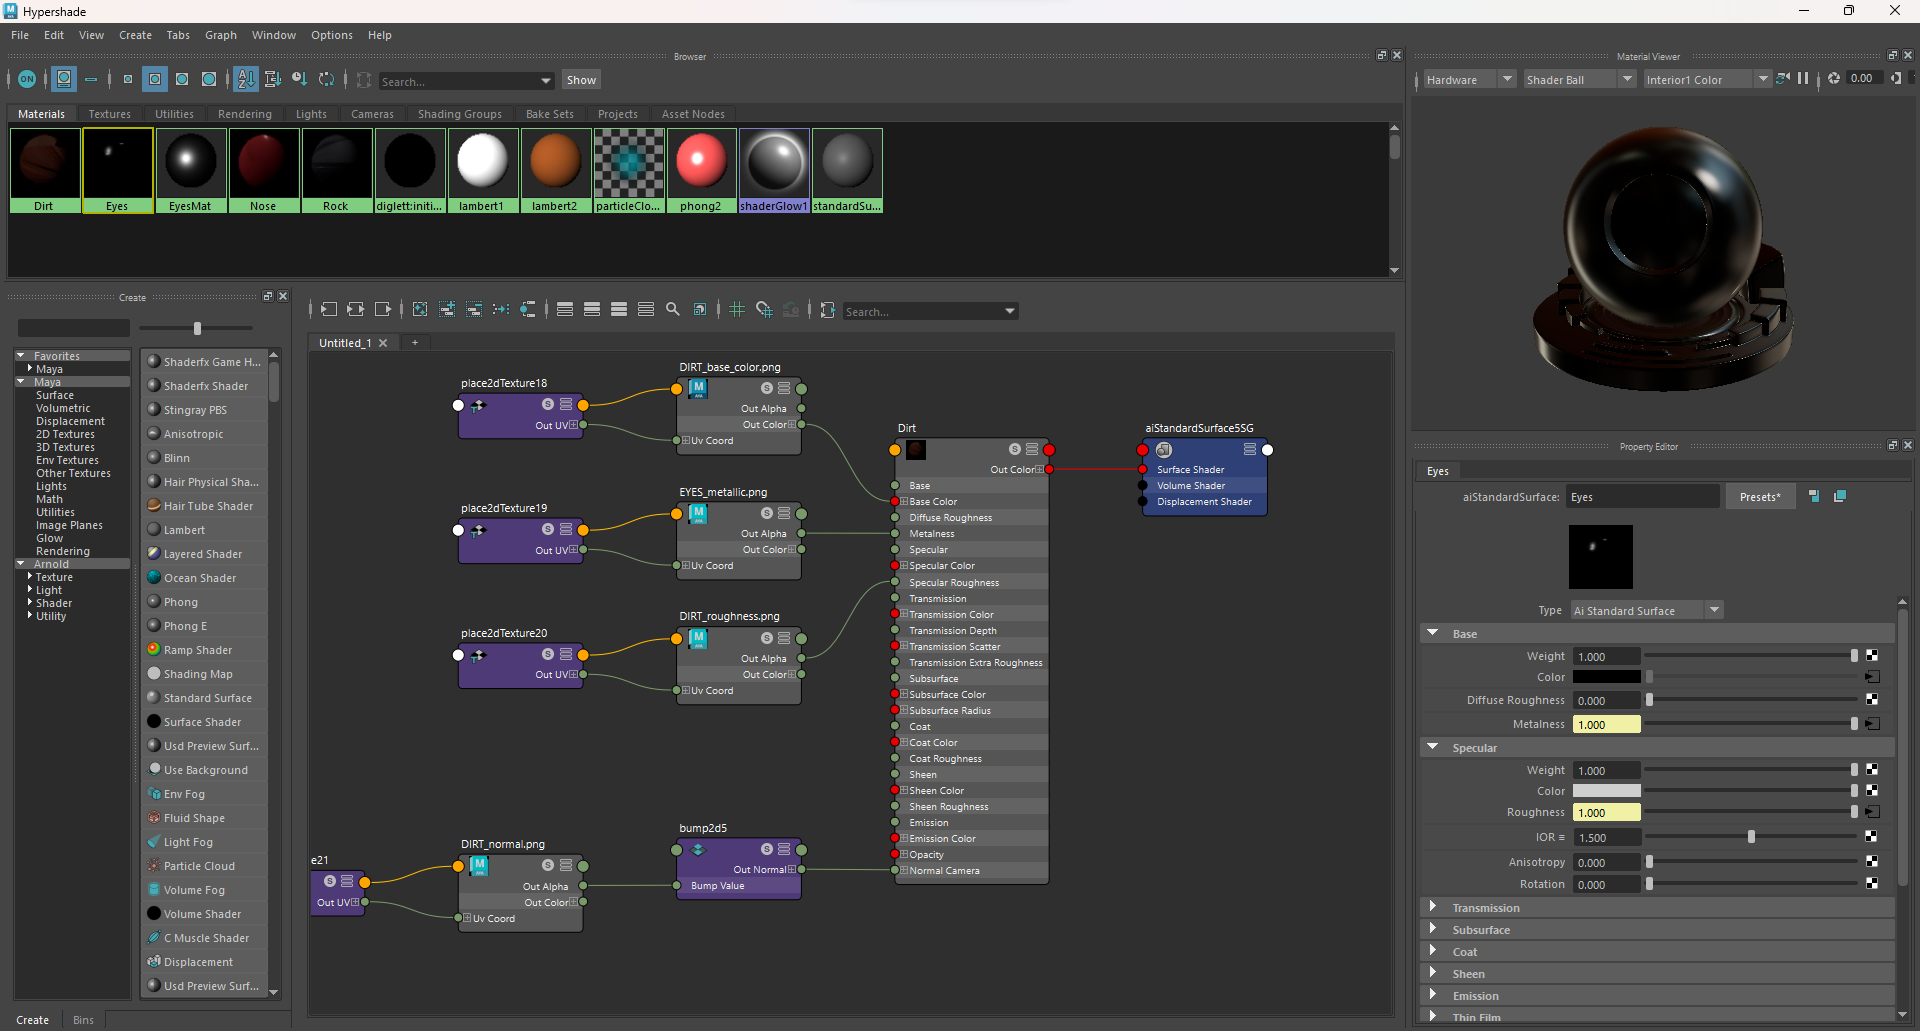 Hypershade
File Edit View Create Tabs Graph Window Options Help
Browser
ON
Search...
Show
Materials Textures Utilities Rendering Lights Cameras Shading Groups Bake Sets Projects Asset Nodes
Dirt Eyes EyesMat Nose Rock diglett:initi... lambert1 lambert2 particleClo... phong2 shaderGlow1 standardSu...
Material Viewer
Hardware Shader Ball Interior1 Color 0.00
Create
Favorites
Maya
Maya
Surface
Volumetric
Displacement
2D Textures
3D Textures
Env Textures
Other Textures
Lights
Math
Utilities
Image Planes
Glow
Rendering
Arnold
Texture
Light
Shader
Utility
Shaderfx Game H...
Shaderfx Shader
Stingray PBS
Anisotropic
Blinn
Hair Physical Sha...
Hair Tube Shader
Lambert
Layered Shader
Ocean Shader
Phong
Phong E
Ramp Shader
Shading Map
Standard Surface
Surface Shader
Usd Preview Surf...
Use Background
Env Fog
Fluid Shape
Light Fog
Particle Cloud
Volume Fog
Volume Shader
C Muscle Shader
Displacement
Usd Preview Surf...
Create Bins
Search...
Untitled_1 +
place2dTexture18
Out UV
DIRT_base_color.png
Out Alpha
Out Color
Uv Coord
place2dTexture19
Out UV
EYES_metallic.png
Out Alpha
Out Color
Uv Coord
place2dTexture20
Out UV
DIRT_roughness.png
Out Alpha
Out Color
Uv Coord
e21
Out UV
DIRT_normal.png
Out Alpha
Out Color
Uv Coord
bump2d5
Out Normal
Bump Value
Dirt
Out Color
Base
Base Color
Diffuse Roughness
Metalness
Specular
Specular Color
Specular Roughness
Transmission
Transmission Color
Transmission Depth
Transmission Scatter
Transmission Extra Roughness
Subsurface
Subsurface Color
Subsurface Radius
Coat
Coat Color
Coat Roughness
Sheen
Sheen Color
Sheen Roughness
Emission
Emission Color
Opacity
Normal Camera
aiStandardSurface5SG
Surface Shader
Volume Shader
Displacement Shader
Property Editor
Eyes
aiStandardSurface: Eyes Presets*
Type Ai Standard Surface
Base
Weight 1.000
Color
Diffuse Roughness 0.000
Metalness 1.000
Specular
Weight 1.000
Color
Roughness 1.000
IOR = 1.500
Anisotropy 0.000
Rotation 0.000
Transmission
Subsurface
Coat
Sheen
Emission
Thin Film